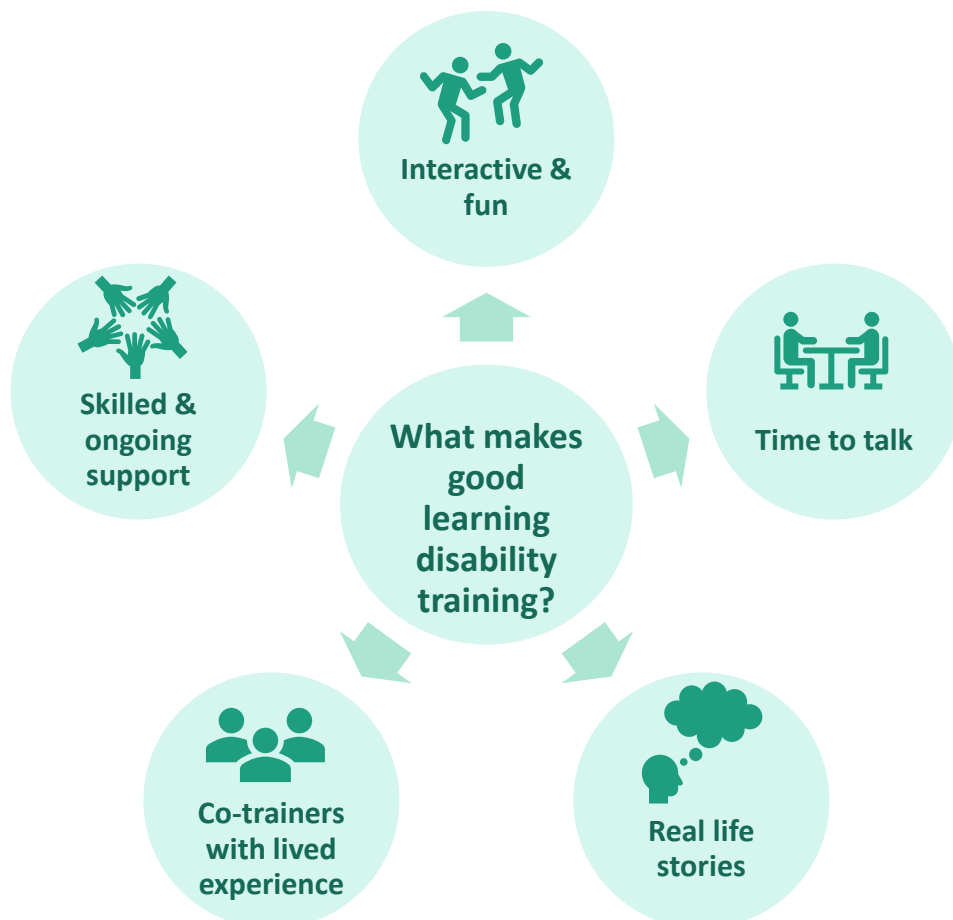 Interactive &
fun
Skilled &
ongoing
support
Time to talk
What makes
good
learning
disability
training?
Co-trainers
with lived
experience
Real life
stories